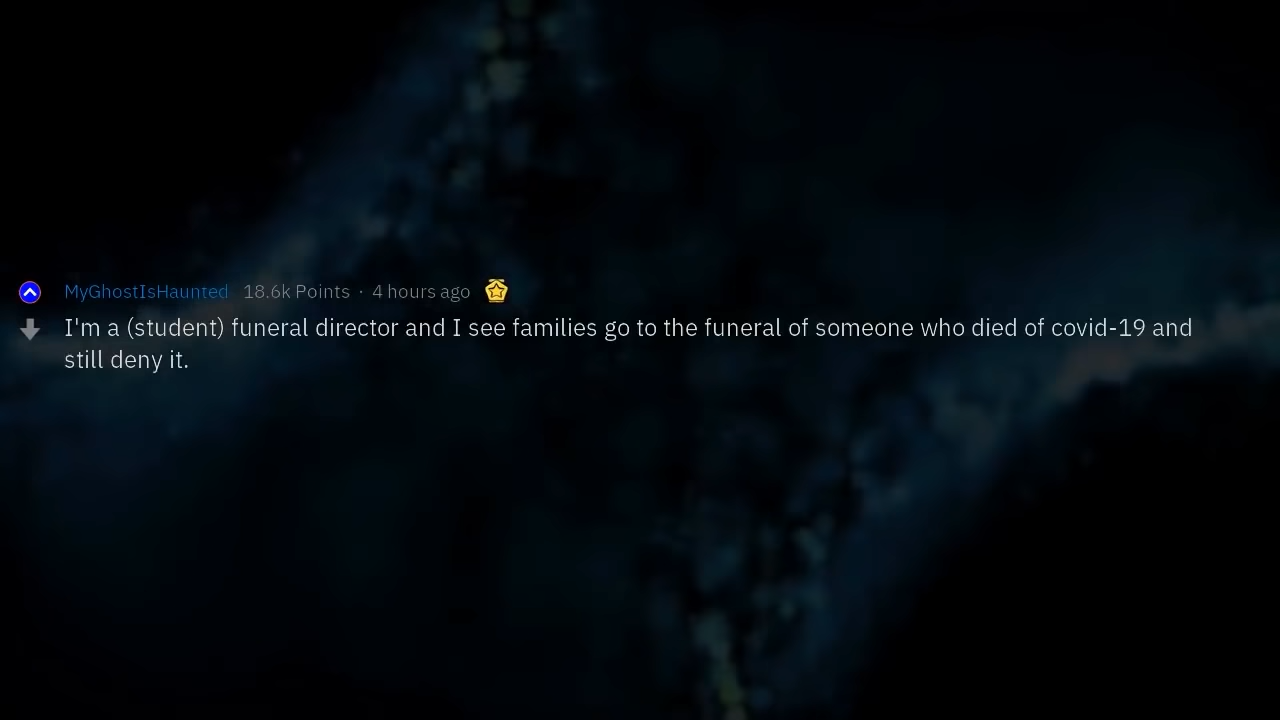 MyGhostIsHaunted 18.6k Points · 4 hours ago
I'm a (student) funeral director and I see families go to the funeral of someone who died of covid-19 and
still deny it.